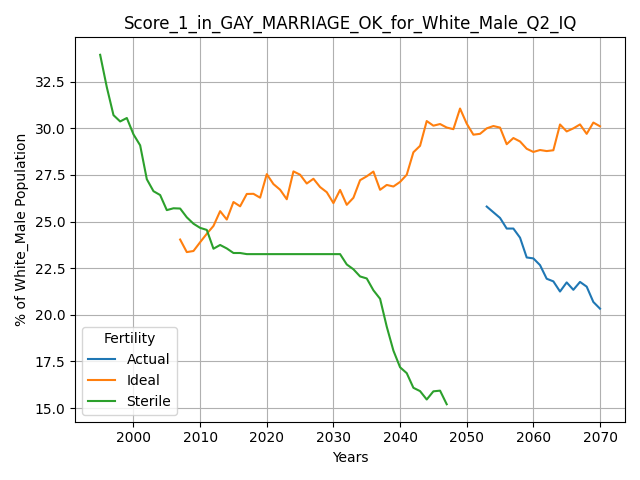 Score_1_in_GAY_MARRIAGE_OK_for_White_Male_Q2_IQ
% of White_Male Population
32.5
30.0
27.5
25.0
22.5
20.0
17.5
15.0
Fertility
Actual
Ideal
Sterile
2000 2010 2020 2030 2040 2050 2060 2070
Years